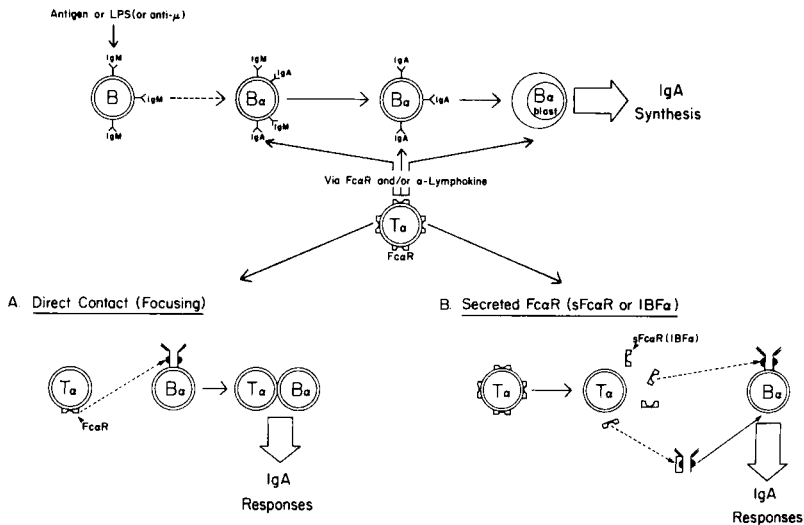 Antigen or LPS (or anti-μ)
IgM
B
IgM
IgM
IgM
IgA
Bα
IgM
IgA
IgA
Bα
IgA
IgA
Bα
blast
IgA
Synthesis
Via FcαR and/or α-Lymphokine
Tα
FcαR
A. Direct Contact (Focusing)
Tα
FcαR
Bα
Tα
Bα
IgA
Responses
B. Secreted FcαR (sFcαR or IBFα)
sFcαR (IBFα)
Tα
Tα
Bα
IgA
Responses